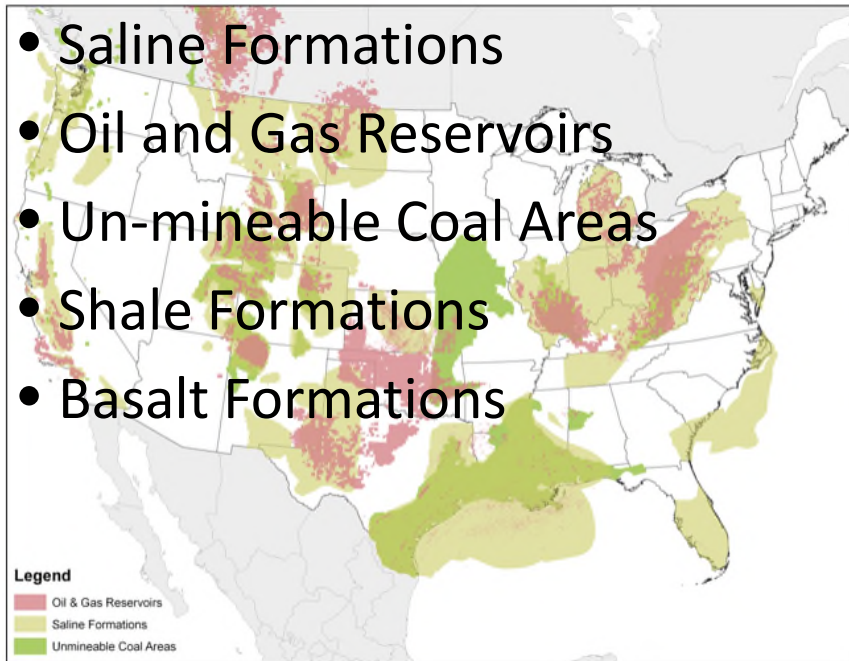 • Saline Formations
• Oil and Gas Reservoirs
• Un-mineable Coal Areas
• Shale Formations
• Basalt Formations
Legend
Oil & Gas Reservoirs
Saline Formations
Unmineable Coal Areas